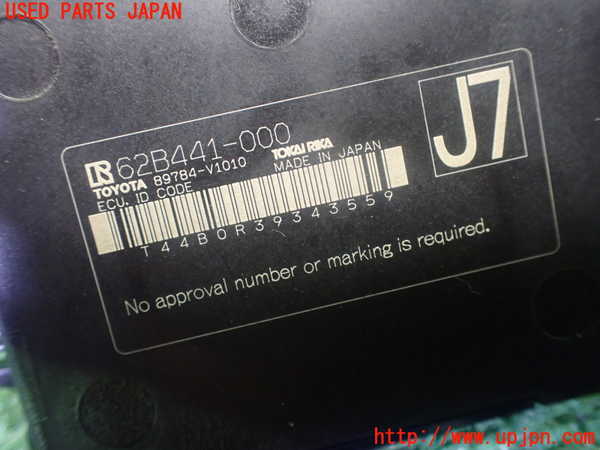 USED PARTS JAPAN
R 62B441-000
TOKAI RIKA
J7
TOYOTA 89784-V1010
MADE IN JAPAN
ECU. ID CODE
T44B0R39343559
No approval number or marking is required.
http://www.upjpn.com/